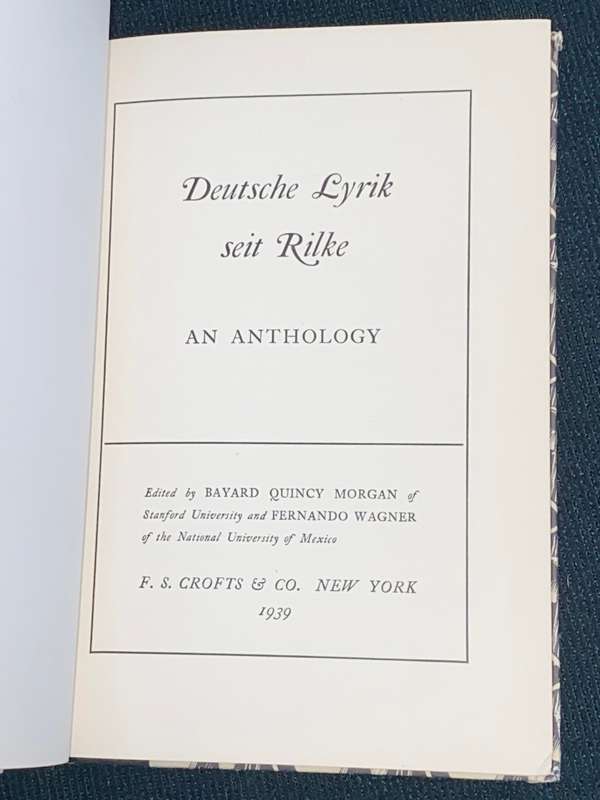 Deutsche Lyrik
seit Rilke
AN ANTHOLOGY
Edited by BAYARD QUINCY MORGAN of
Stanford University and FERNANDO WAGNER
of the National University of Mexico
F. S. CROFTS & CO. NEW YORK
1939